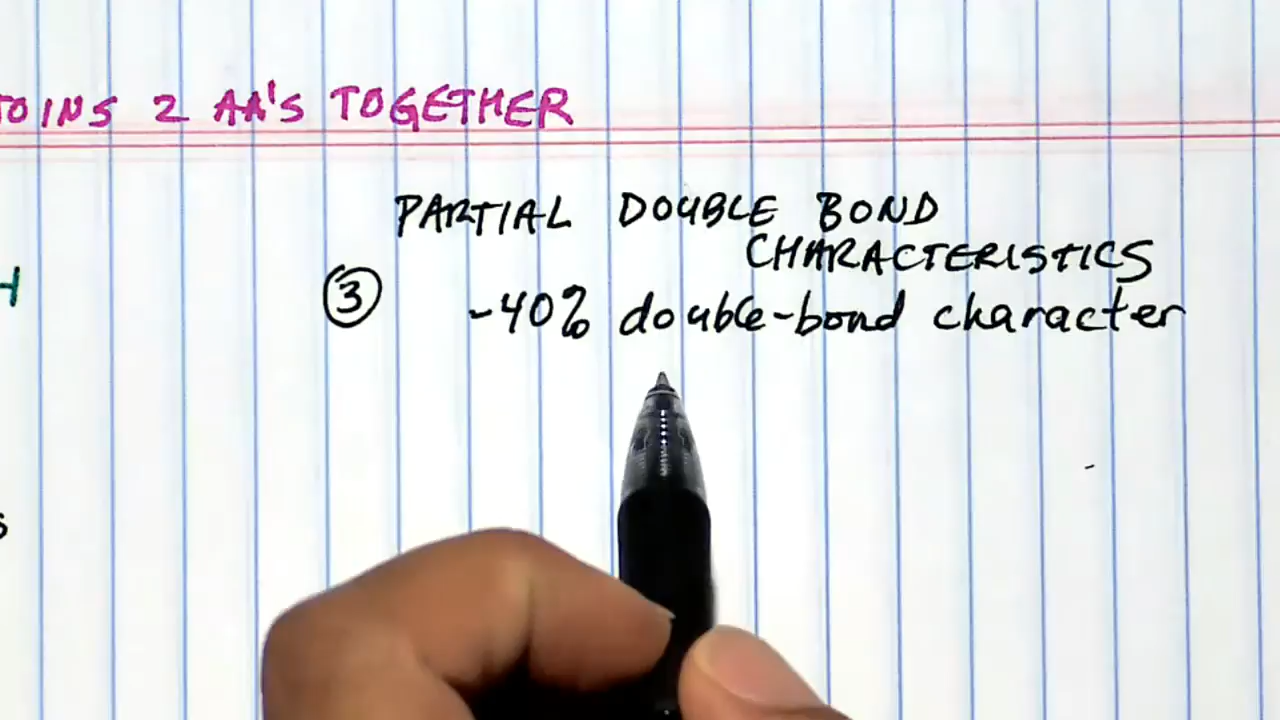 JOINS 2 AA'S TOGETHER
PARTIAL DOUBLE BOND
CHARACTERISTICS
③ -40% double-bond character
H
s